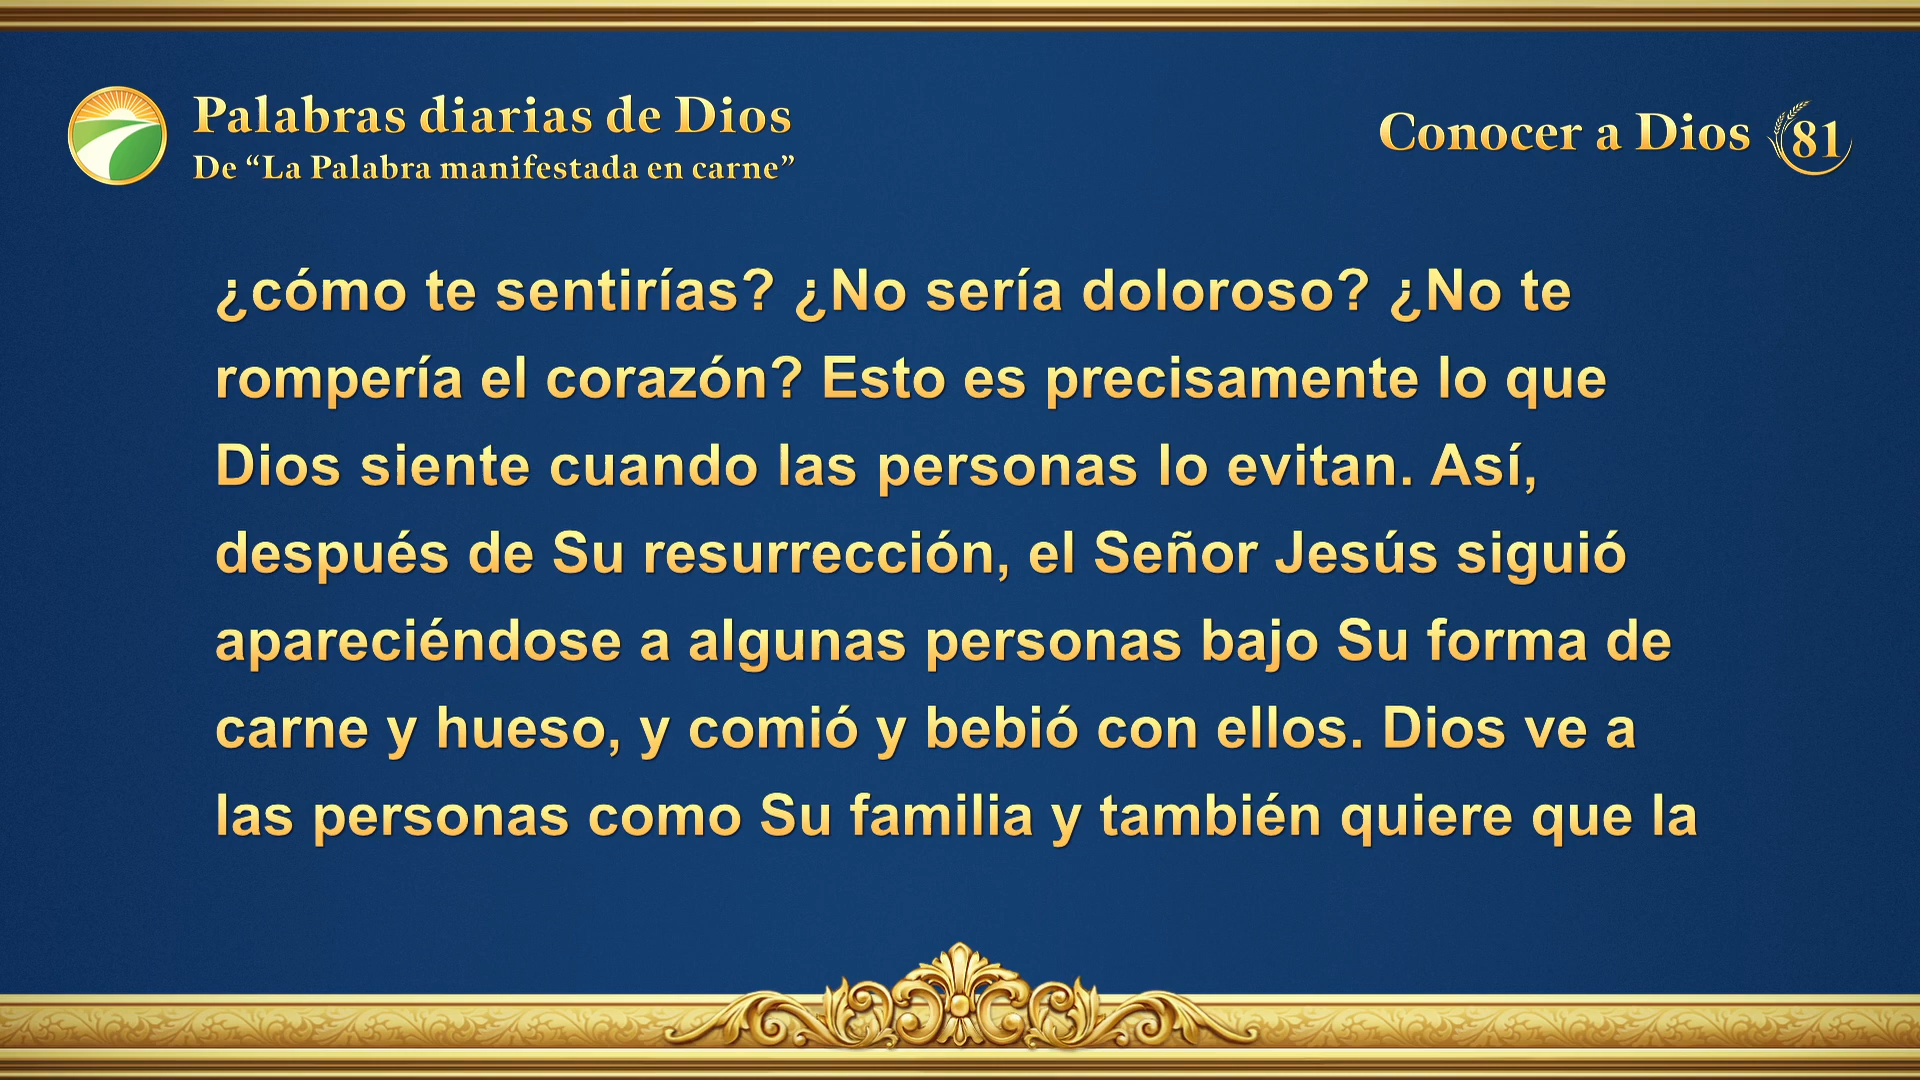 Palabras diarias de Dios
De “La Palabra manifestada en carne”
Conocer a Dios 81
¿cómo te sentirías? ¿No sería doloroso? ¿No te
rompería el corazón? Esto es precisamente lo que
Dios siente cuando las personas lo evitan. Así,
después de Su resurrección, el Señor Jesús siguió
apareciéndose a algunas personas bajo Su forma de
carne y hueso, y comió y bebió con ellos. Dios ve a
las personas como Su familia y también quiere que la